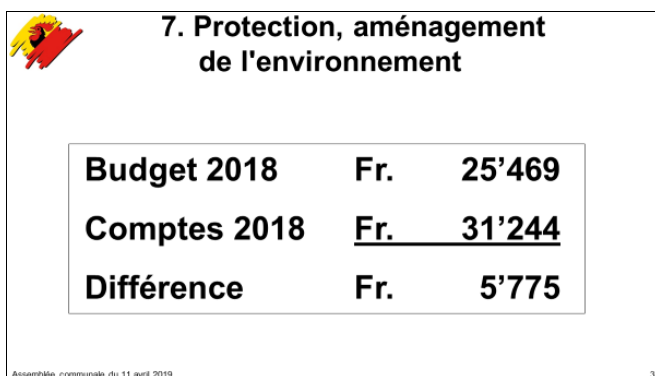 7. Protection, aménagement
de l'environnement
Budget 2018 Fr. 25’469
Comptes 2018 Fr. 31’244
Différence Fr. 5’775
Assemblée communale du 11 avril 2019
3